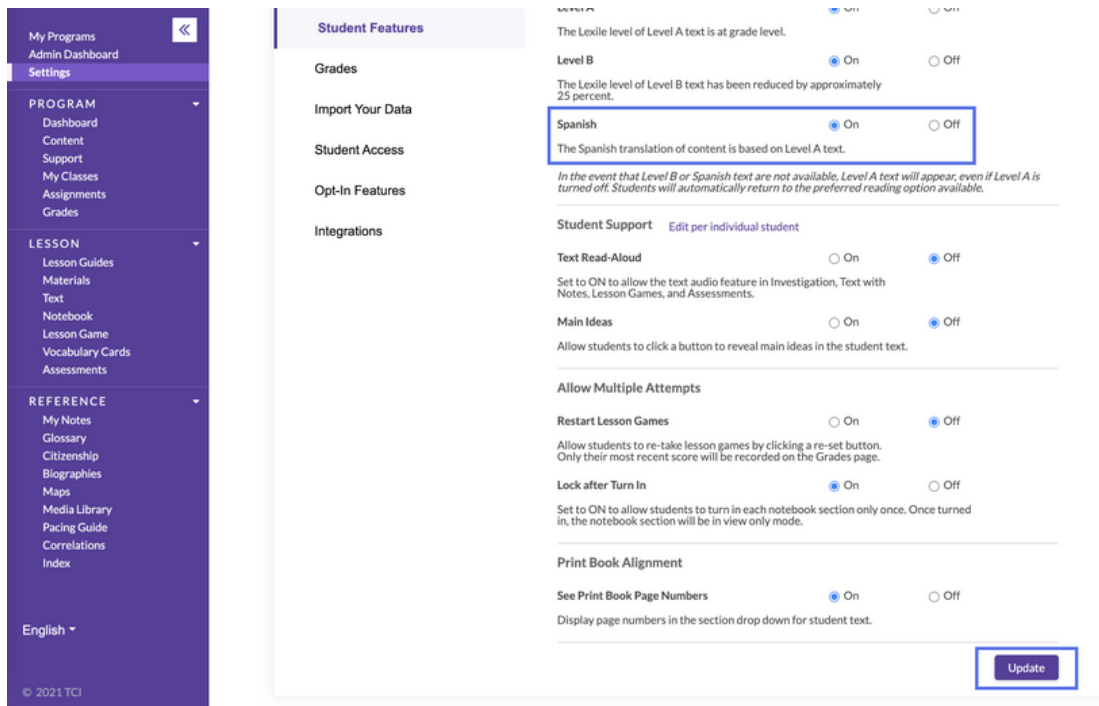 My Programs
Admin Dashboard
Settings
PROGRAM
Dashboard
Content
Support
My Classes
Assignments
Grades
LESSON
Lesson Guides
Materials
Text
Notebook
Lesson Game
Vocabulary Cards
Assessments
REFERENCE
My Notes
Glossary
Citizenship
Biographies
Maps
Media Library
Pacing Guide
Correlations
Index
English
© 2021 TCI
Student Features
Grades
Import Your Data
Student Access
Opt-In Features
Integrations
Level A On Off
The Lexile level of Level A text is at grade level.
Level B On Off
The Lexile level of Level B text has been reduced by approximately
25 percent.
Spanish On Off
The Spanish translation of content is based on Level A text.
In the event that Level B or Spanish text are not available, Level A text will appear, even if Level A is
turned off. Students will automatically return to the preferred reading option available.
Student Support Edit per individual student
Text Read-Aloud On Off
Set to ON to allow the text audio feature in Investigation, Text with
Notes, Lesson Games, and Assessments.
Main Ideas On Off
Allow students to click a button to reveal main ideas in the student text.
Allow Multiple Attempts
Restart Lesson Games On Off
Allow students to re-take lesson games by clicking a re-set button.
Only their most recent score will be recorded on the Grades page.
Lock after Turn In On Off
Set to ON to allow students to turn in each notebook section only once. Once turned
in, the notebook section will be in view only mode.
Print Book Alignment
See Print Book Page Numbers On Off
Display page numbers in the section drop down for student text.
Update